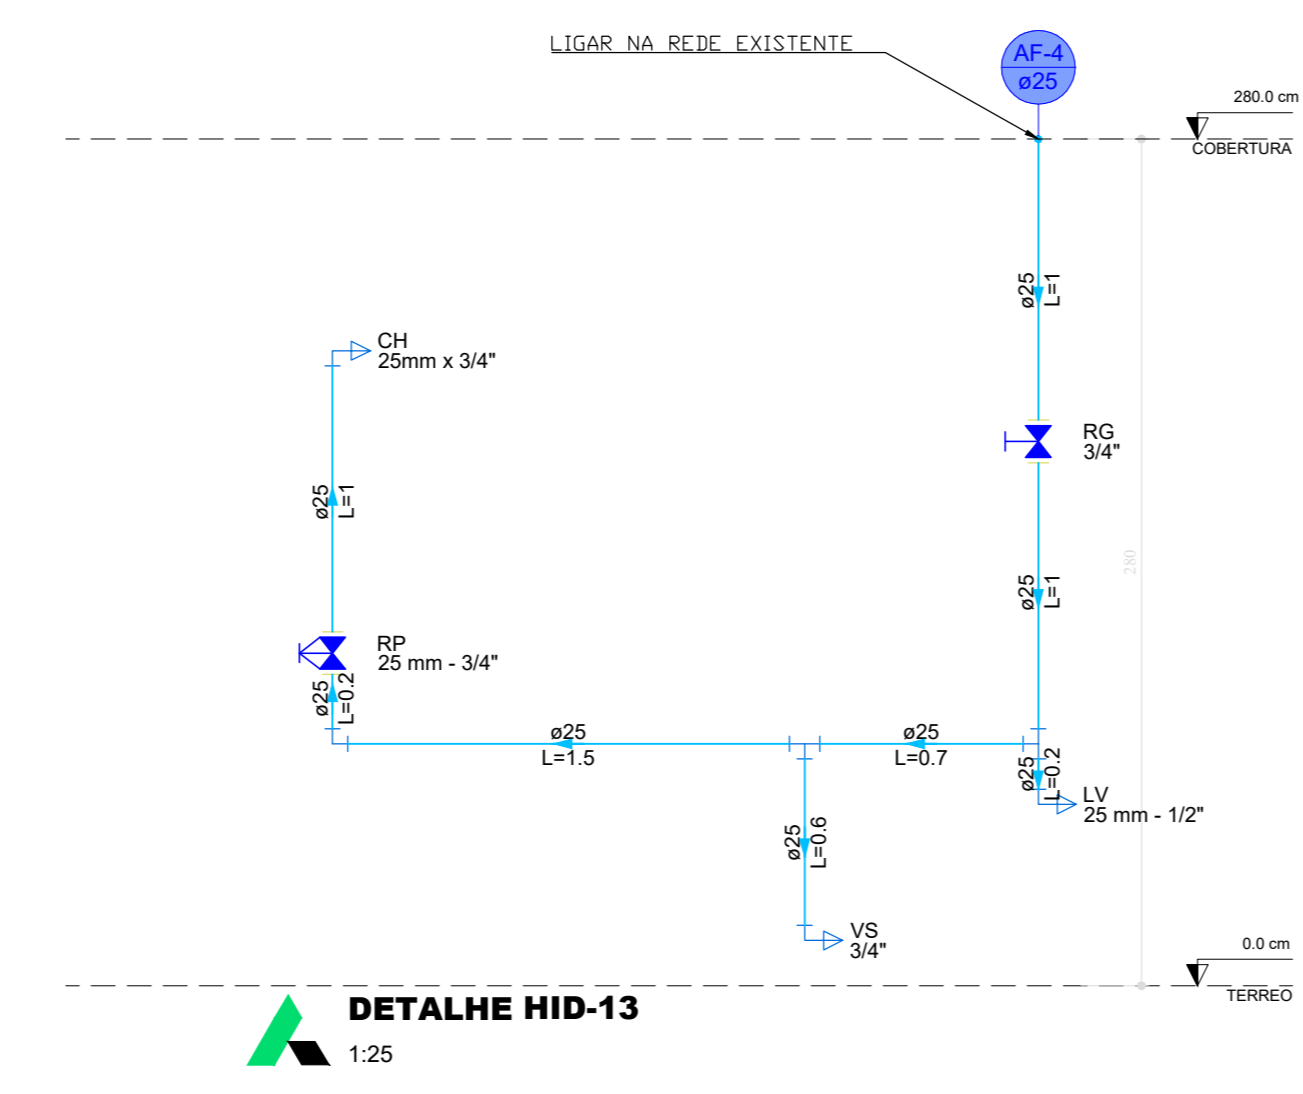 LIGAR NA REDE EXISTENTE
AF-4
ø25
280.0 cm
COBERTURA
ø25
L=1
CH
25mm x 3/4"
RG
3/4"
ø25
L=1
280
ø25
L=1
RP
25 mm - 3/4"
ø25
L=0.2
ø25
L=1.5
ø25
L=0.7
ø25
L=0.2
LV
25 mm - 1/2"
ø25
L=0.6
VS
3/4"
0.0 cm
TERREO
DETALHE HID-13
1:25